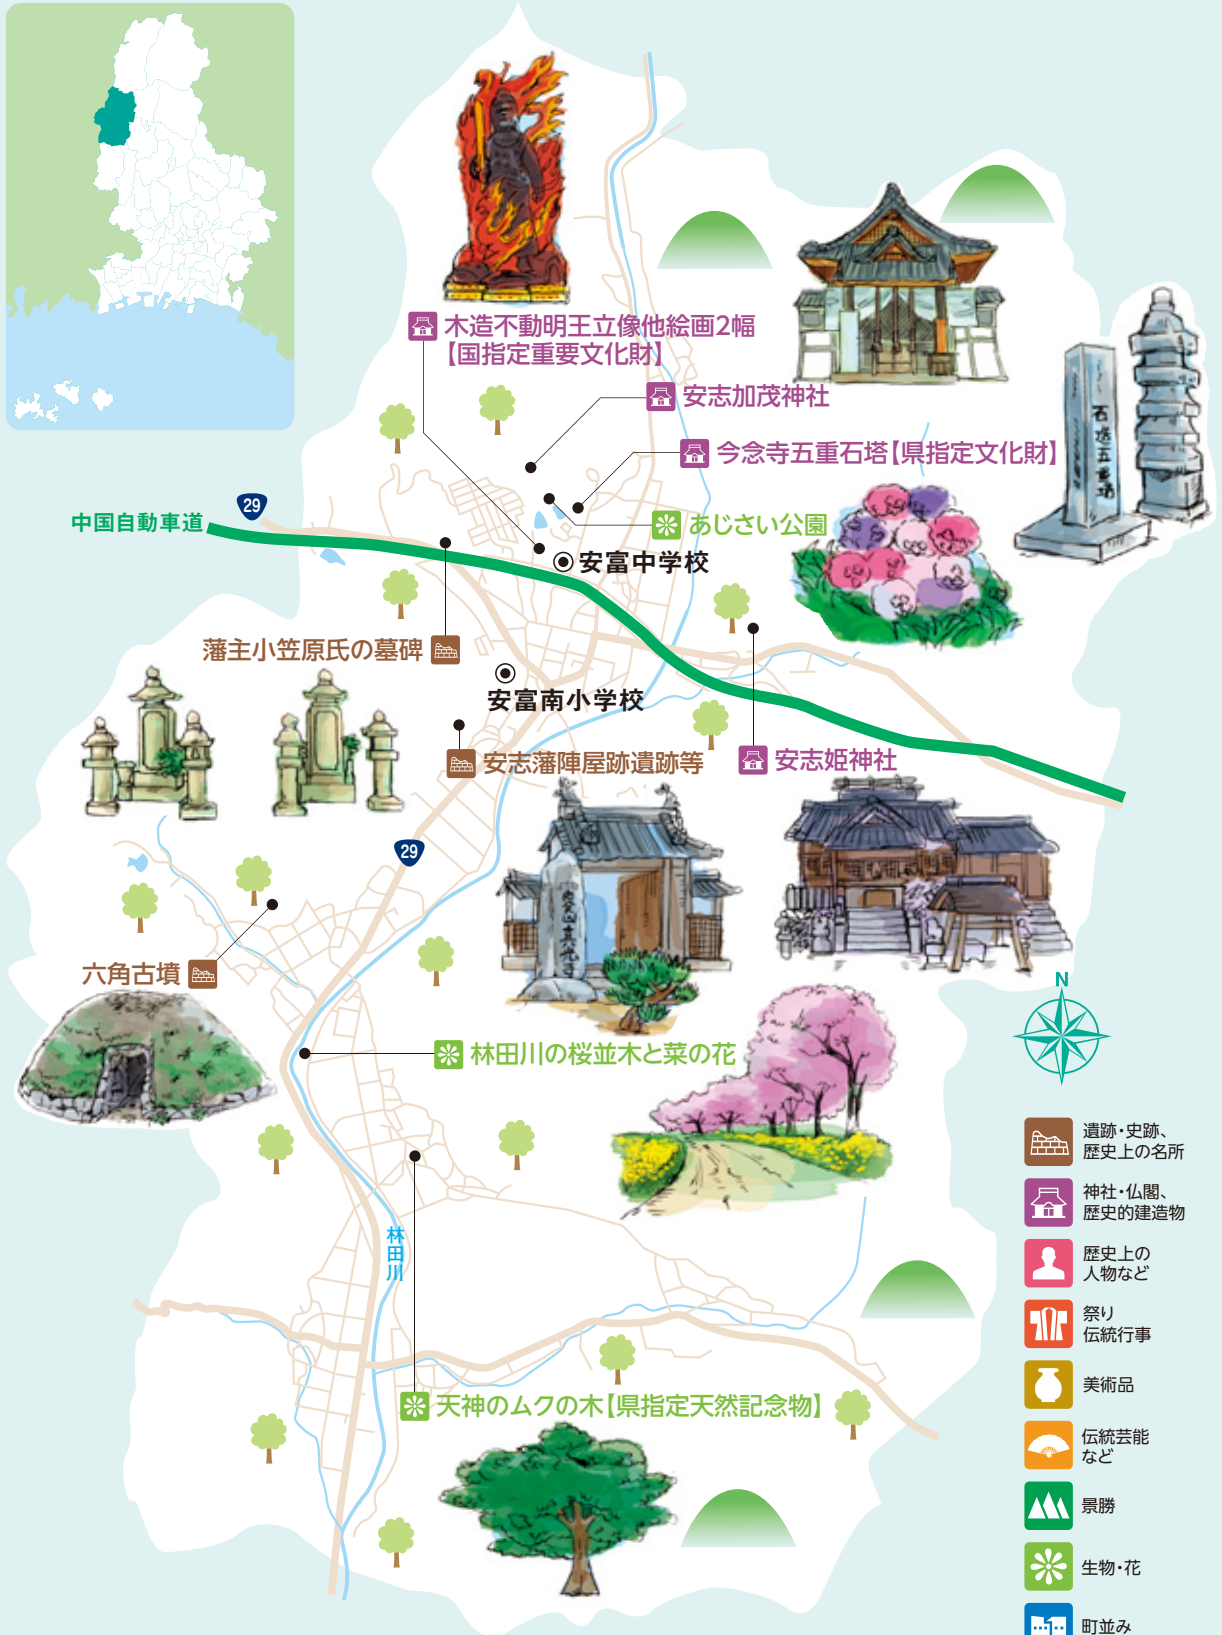 木造不動明王立像他絵画2幅
【国指定重要文化財】
安志加茂神社
今念寺五重石塔【県指定文化財】
石造五重塔
29
中国自動車道
あじさい公園
安富中学校
藩主小笠原氏の墓碑
安富南小学校
安志藩陣屋跡遺跡等
安志姫神社
29
六角古墳
N
林田川の桜並木と菜の花
林田川
天神のムクの木【県指定天然記念物】
遺跡・史跡、
歴史上の名所
神社・仏閣、
歴史的建造物
歴史上の
人物など
祭り
伝統行事
美術品
伝統芸能
など
景勝
生物・花
町並み